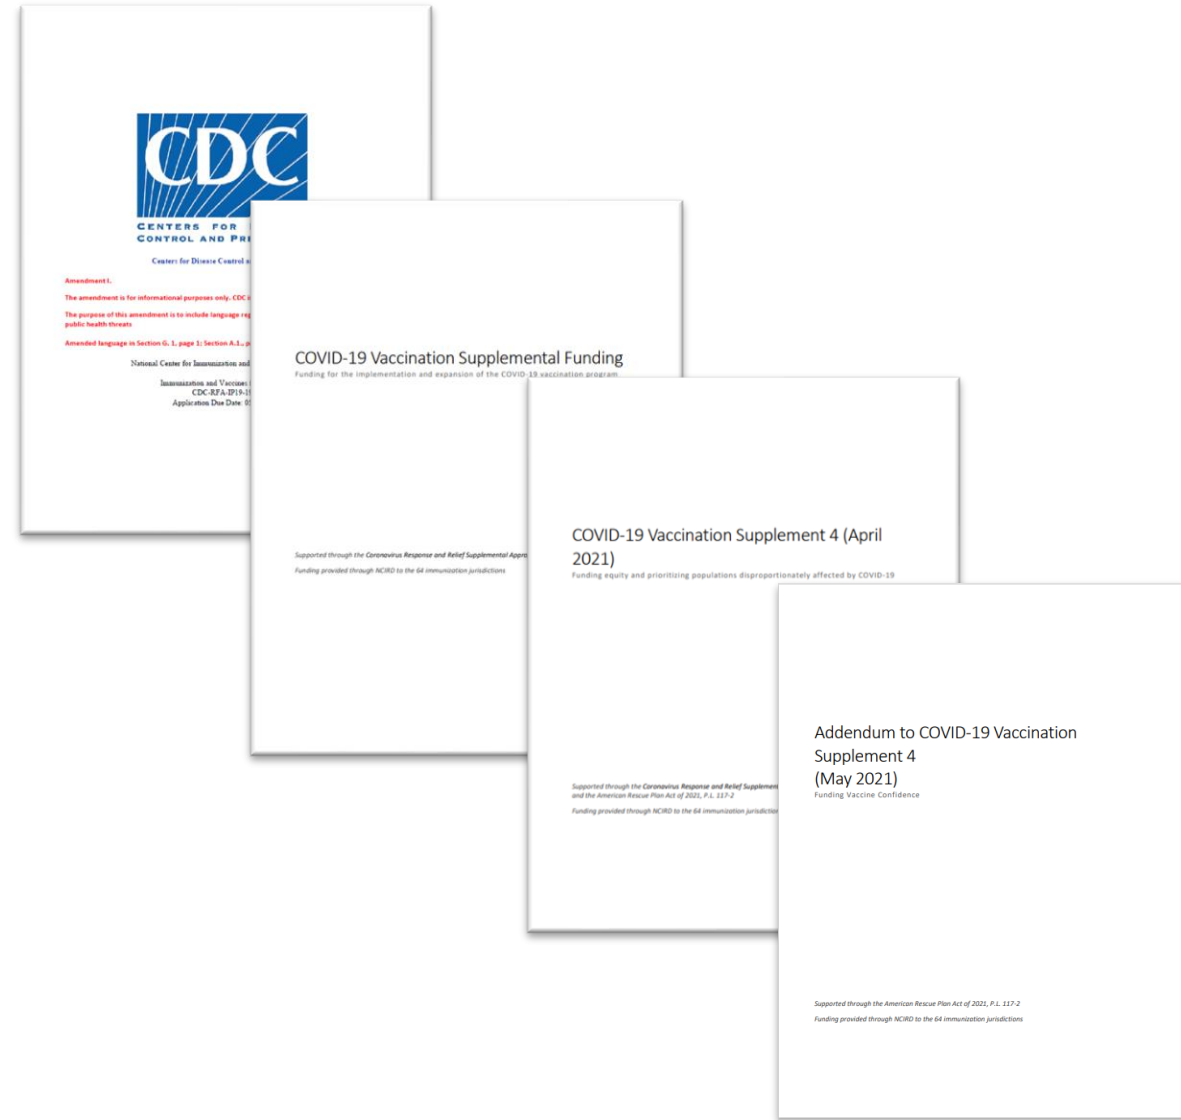 CDC
CENTERS FOR
CONTROL AND PRE
Centers for Disease Control a
Amendment I.
The amendment is for informational purposes only. CDC i
The purpose of this amendment is to include language reg
public health threats
Amended language in Section G. 1, page 1; Section A.1., p
National Center for Immunization and
Immunization and Vaccines
CDC-RFA-IP19-19
Application Due Date: 0
COVID-19 Vaccination Supplemental Funding
Funding for the implementation and expansion of the COVID-19 vaccination program
Supported through the Coronavirus Response and Relief Supplemental Appro
Funding provided through NCIRD to the 64 immunization jurisdictions
COVID-19 Vaccination Supplement 4 (April
2021)
Funding equity and prioritizing populations disproportionately affected by COVID-19
Supported through the Coronavirus Response and Relief Supplement
and the American Rescue Plan Act of 2021, P.L. 117-2
Funding provided through NCIRD to the 64 immunization jurisdiction
Addendum to COVID-19 Vaccination
Supplement 4
(May 2021)
Funding Vaccine Confidence
Supported through the American Rescue Plan Act of 2021, P.L. 117-2
Funding provided through NCIRD to the 64 immunization jurisdictions